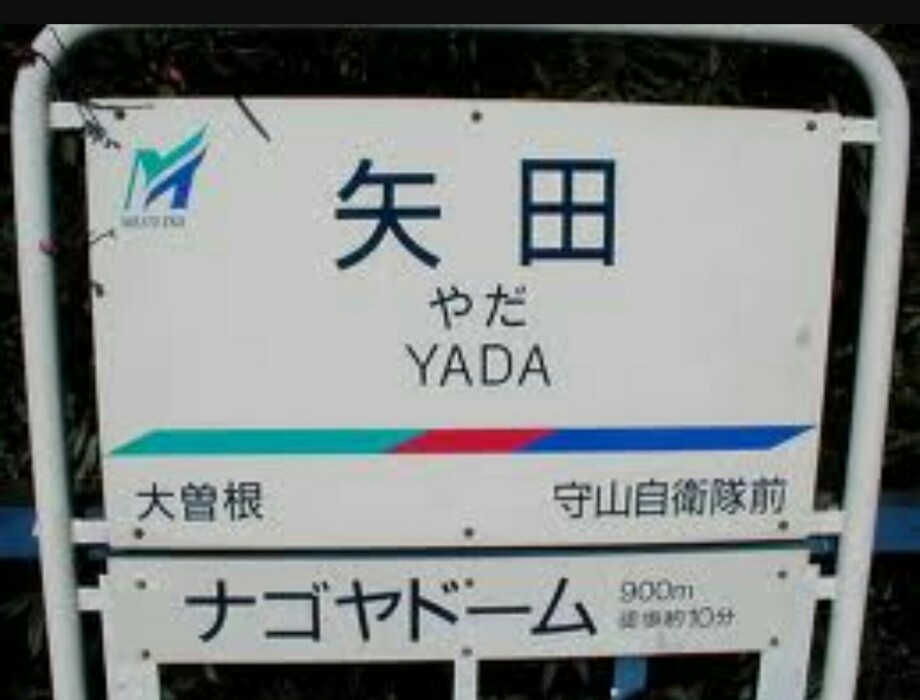 矢田
やだ
YADA
大曽根 守山自衛隊前
ナゴヤドーム 900m
徒歩約10分